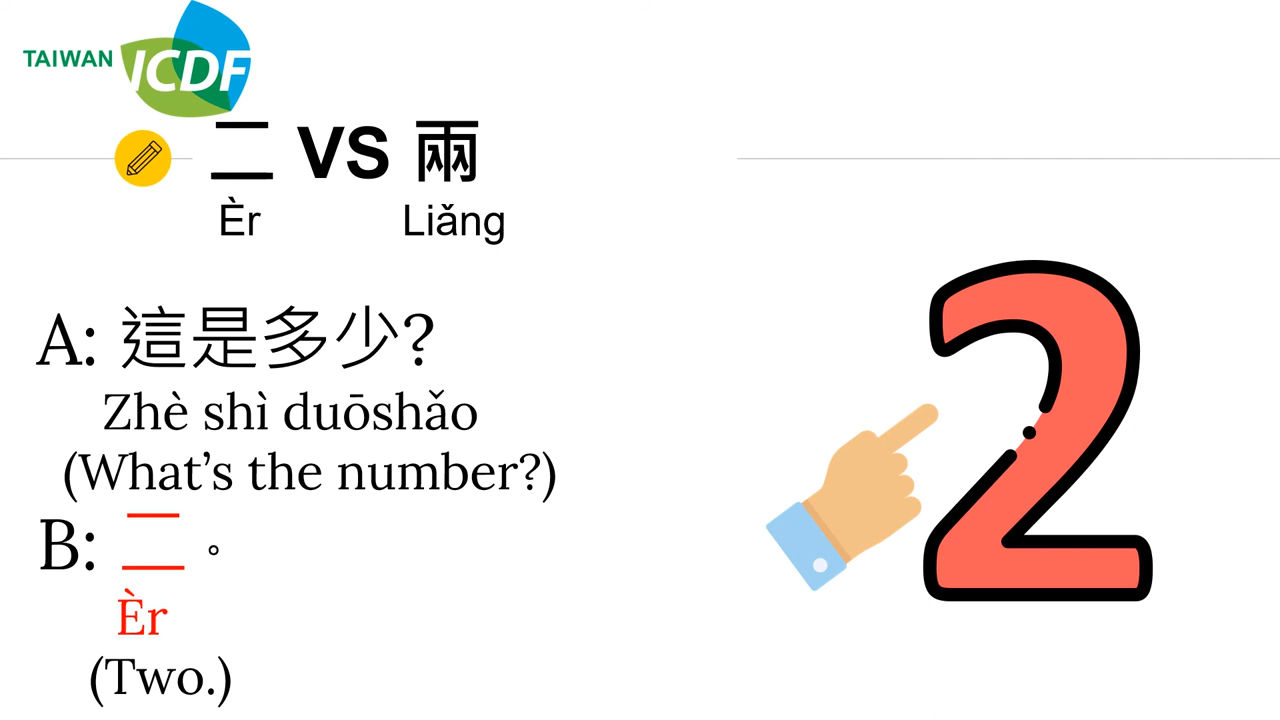 TAIWAN ICDF
二 VS 兩
Èr Liǎng
A: 這是多少?
Zhè shì duōshǎo
(What's the number?)
B: 二。
Èr
(Two.)
2